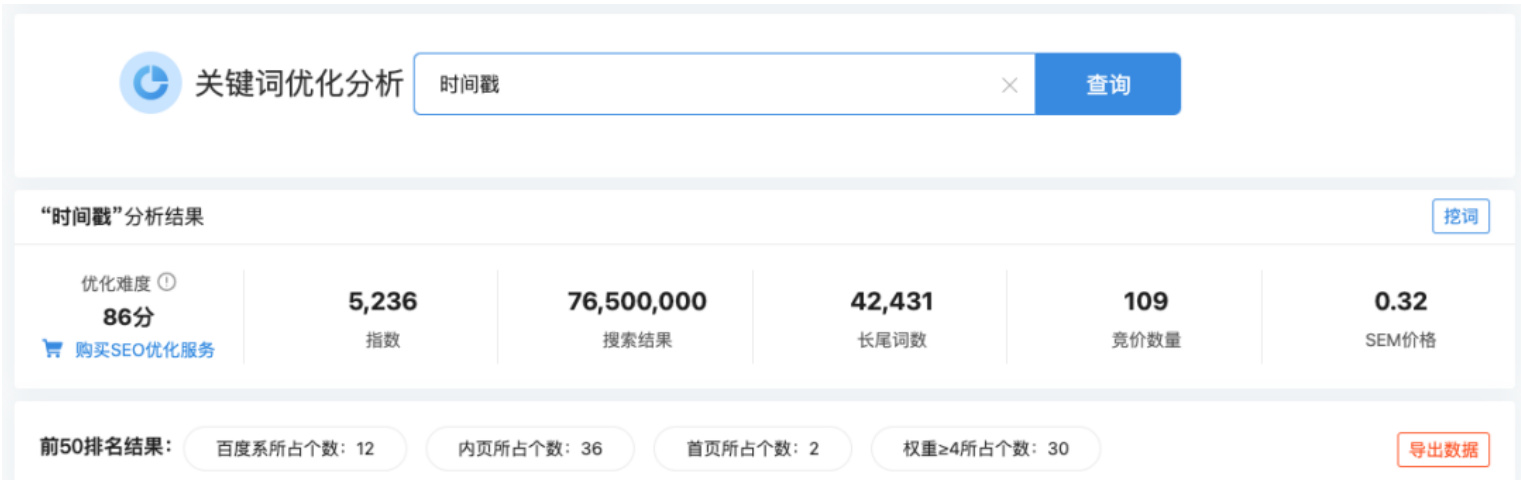 关键词优化分析 时间戳 查询
“时间戳”分析结果 挖词
优化难度
86分
购买SEO优化服务
5,236
指数
76,500,000
搜索结果
42,431
长尾词数
109
竞价数量
0.32
SEM价格
前50排名结果： 百度系所占个数：12 内页所占个数：36 首页所占个数：2 权重≥4所占个数：30 导出数据